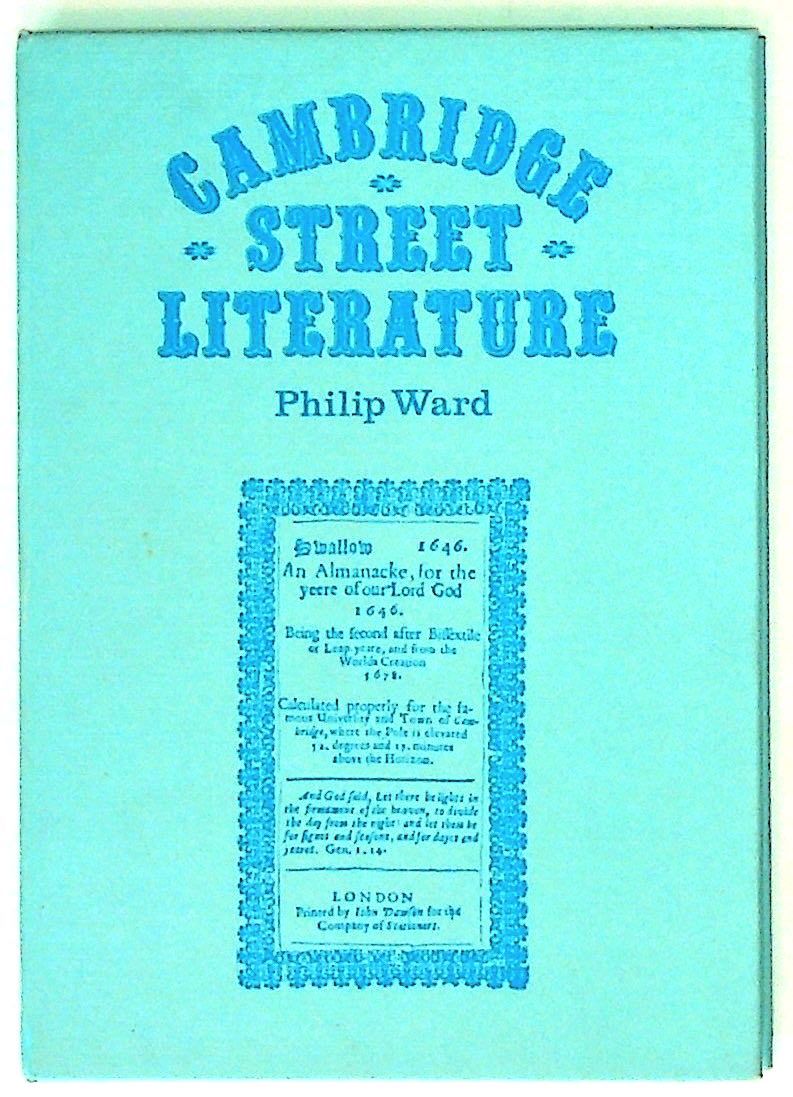 CAMBRIDGE
STREET
LITERATURE
Philip Ward
Swallow 1646.
An Almanacke, for the
yeere of our Lord God
1646.
Being the ſecond after Biſſextile
or Leap-yeare, and from the
Worlds Creation
Calculated properly for the fa-
mous Univerſity and Town of Cam-
bridge, where the Pole is elevated
52. degrees and 17. minutes
above the Horizon.
And God ſaid, Let there be lights in
the firmament of the heaven, to divide
the day from the night: and let them be
for ſignes and ſeaſons, and for dayes and
yeares. Gen. 1. 14.
LONDON
Printed by Iohn Dawſon for the
Company of Stationers.